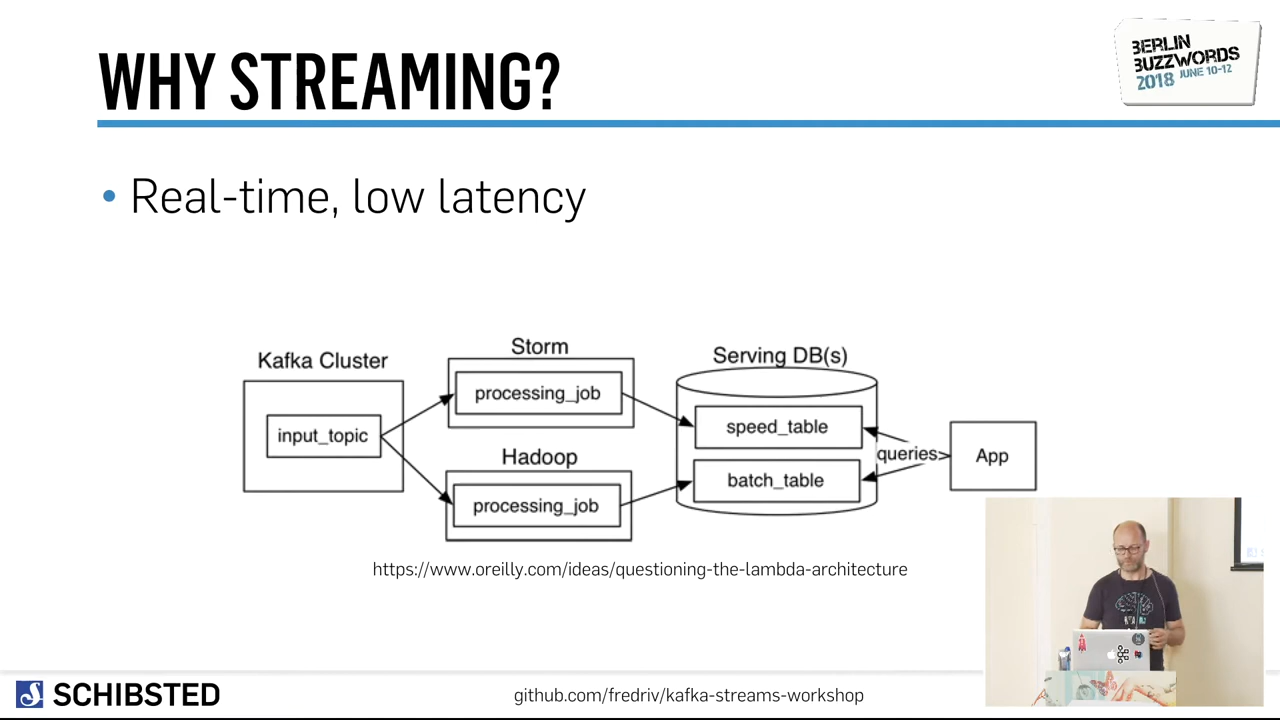 WHY STREAMING?
BERLIN
BUZZWORDS
2018 JUNE 10-12
• Real-time, low latency
Kafka Cluster
input_topic
Storm
processing_job
Hadoop
processing_job
Serving DB(s)
speed_table
batch_table
queries>
App
https://www.oreilly.com/ideas/questioning-the-lambda-architecture
SCHIBSTED
github.com/fredriv/kafka-streams-workshop